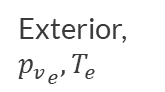 Exterior,
$p_{v_e}, T_e$